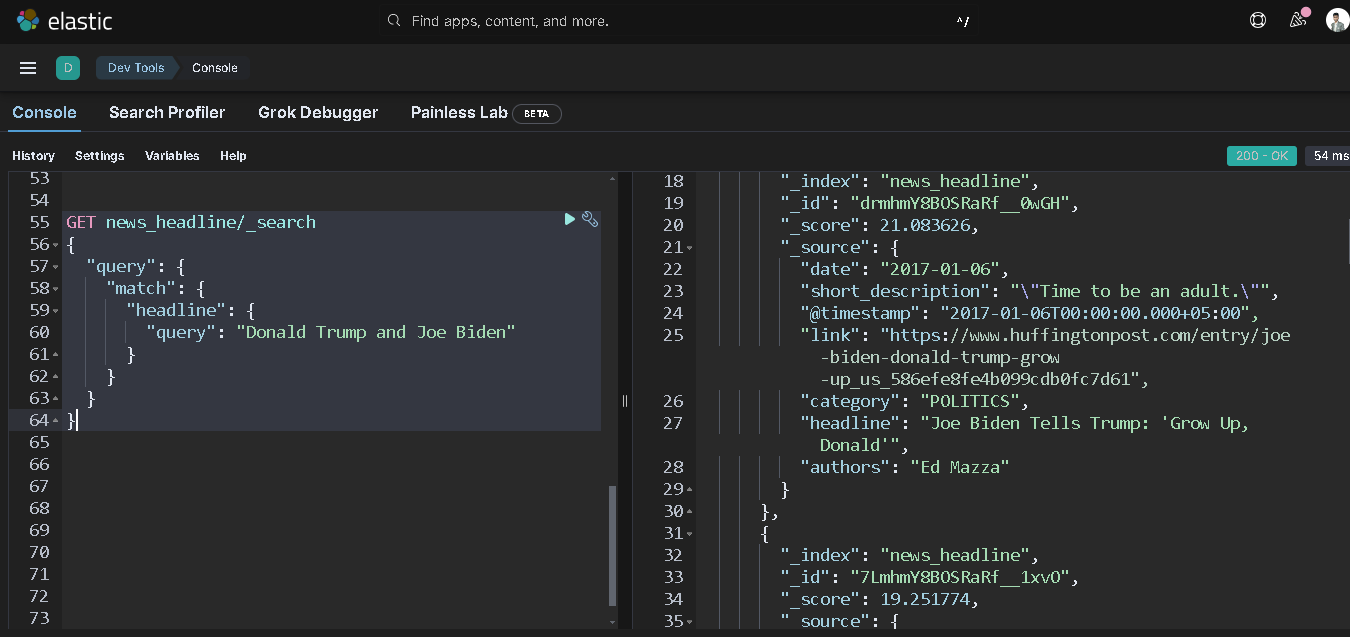 elastic
Find apps, content, and more.
^/
D
Dev Tools
Console
Console
Search Profiler
Grok Debugger
Painless Lab
BETA
History
Settings
Variables
Help
200 - OK
54 ms
53
54
55 GET news_headline/_search
56 {
57   "query": {
58     "match": {
59       "headline": {
60         "query": "Donald Trump and Joe Biden"
61       }
62     }
63   }
64 }
65
66
67
68
69
70
71
72
73
18 "_index": "news_headline",
19 "_id": "drmhmY8BOSRaRf__0wGH",
20 "_score": 21.083626,
21 "_source": {
22 "date": "2017-01-06",
23 "short_description": "\"Time to be an adult.\"",
24 "@timestamp": "2017-01-06T00:00:00.000+05:00",
25 "link": "https://www.huffingtonpost.com/entry/joe
-biden-donald-trump-grow
-up_us_586efe8fe4b099cdb0fc7d61",
26 "category": "POLITICS",
27 "headline": "Joe Biden Tells Trump: 'Grow Up,
Donald'",
28 "authors": "Ed Mazza"
29 }
30 },
31 {
32 "_index": "news_headline",
33 "_id": "7LmhmY8BOSRaRf__1xvO",
34 "_score": 19.251774,
35 "_source": {